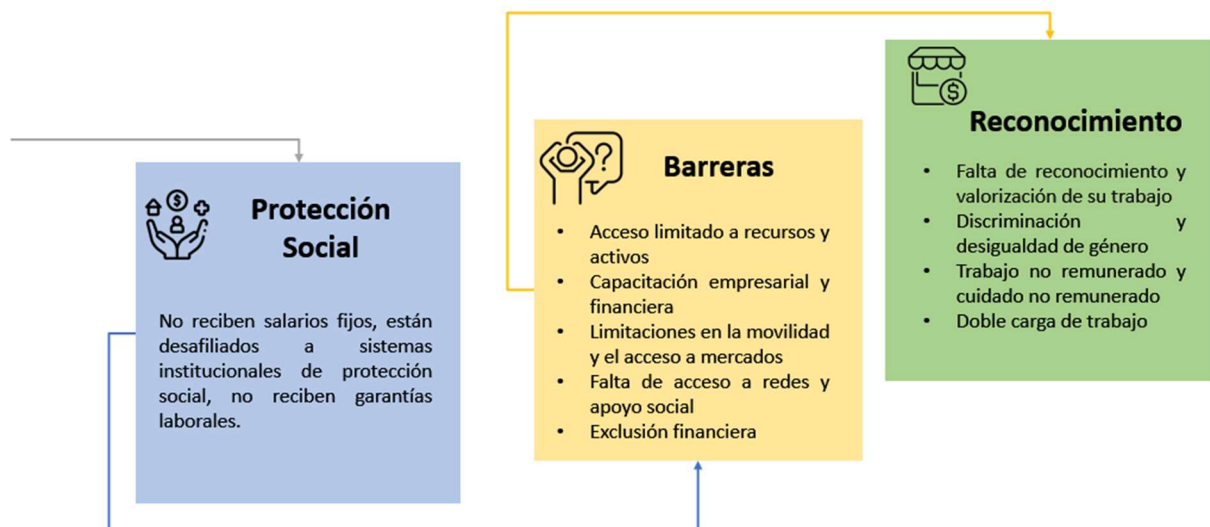 Protección
Social
No reciben salarios fijos, están
desafiliados a sistemas
institucionales de protección
social, no reciben garantías
laborales.
Barreras
• Acceso limitado a recursos y
activos
• Capacitación empresarial y
financiera
• Limitaciones en la movilidad
y el acceso a mercados
• Falta de acceso a redes y
apoyo social
• Exclusión financiera
Reconocimiento
• Falta de reconocimiento y
valorización de su trabajo
• Discriminación y
desigualdad de género
• Trabajo no remunerado y
cuidado no remunerado
• Doble carga de trabajo